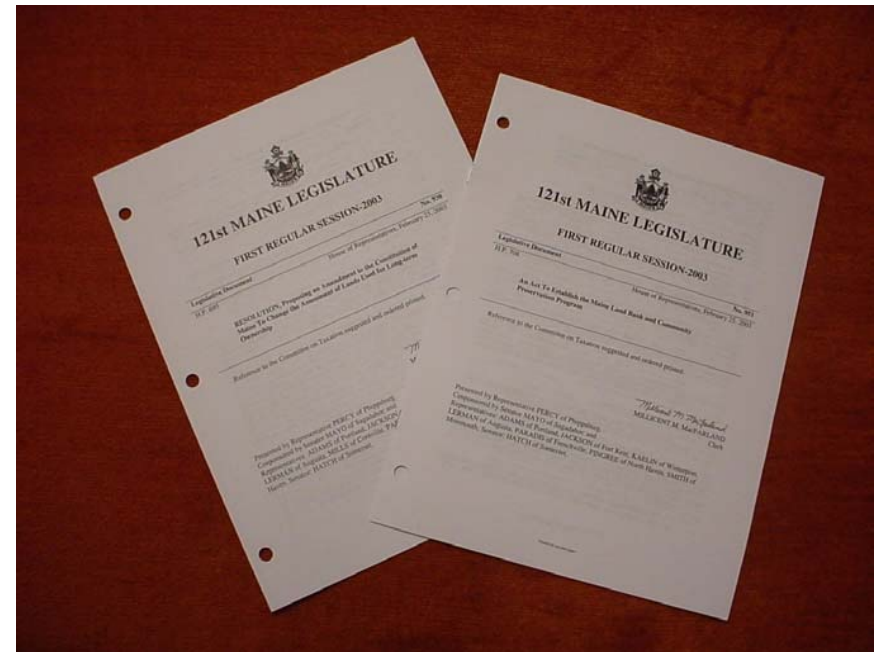 121st MAINE LEGISLATURE
FIRST REGULAR SESSION-2003
Legislative Document
House of Representatives, February 25, 2003
RESOLUTION, Proposing an Amendment to the Constitution of
Maine To Change the Assessment of Lands Used for Long-term
Ownership
Reference to the Committee on Taxation suggested and ordered printed.
Presented by Representative PERCY of Phippsburg.
Cosponsored by Senator MAYO of Sagadahoc and
Representatives: ADAMS of Portland, JACKSON
LERMAN of Augusta, MILLS of Cornville,
Haven, Senator: HATCH of Somerset.
121st MAINE LEGISLATURE
FIRST REGULAR SESSION-2003
Legislative Document
House of Representatives, February 25, 2003
An Act To Establish the Maine Land Bank and Community
Preservation Program
Reference to the Committee on Taxation suggested and ordered printed.
Millicent M. MacFarland
MILLICENT M. MacFARLAND
Clerk
Presented by Representative PERCY of Phippsburg.
Cosponsored by Senator MAYO of Sagadahoc and
Representatives: ADAMS of Portland, JACKSON of Fort Kent, KAELIN of Winterport,
LERMAN of Augusta, PARADIS of Frenchville, PINGREE of North Haven, SMITH of
Monmouth, Senator: HATCH of Somerset.